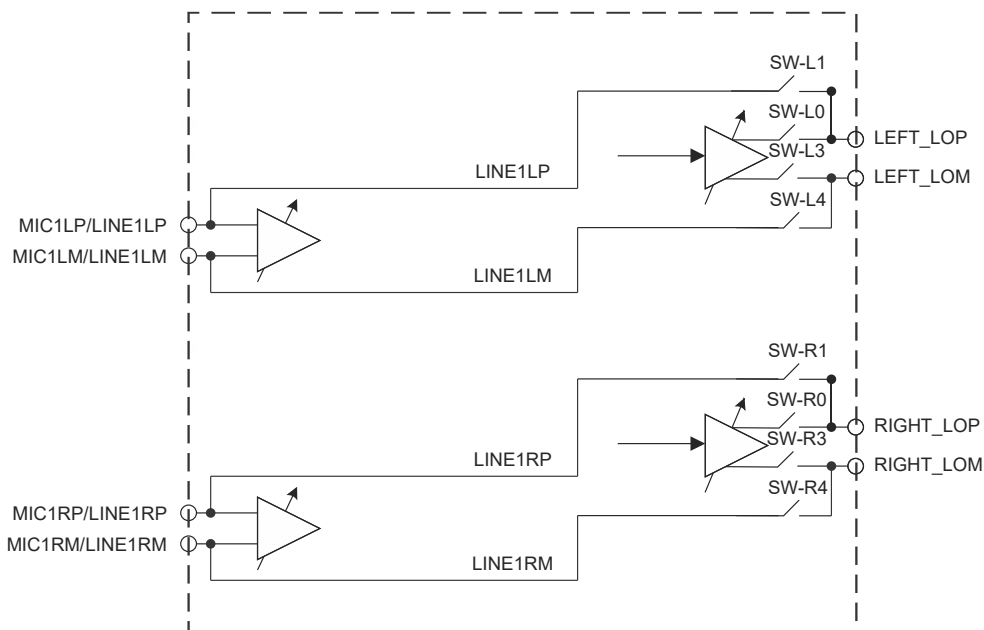 SW-L1
SW-L0
LEFT_LOP
SW-L3
LINE1LP
LEFT_LOM
SW-L4
MIC1LP/LINE1LP
MIC1LM/LINE1LM
LINE1LM
SW-R1
SW-R0
RIGHT_LOP
SW-R3
LINE1RP
RIGHT_LOM
SW-R4
MIC1RP/LINE1RP
MIC1RM/LINE1RM
LINE1RM